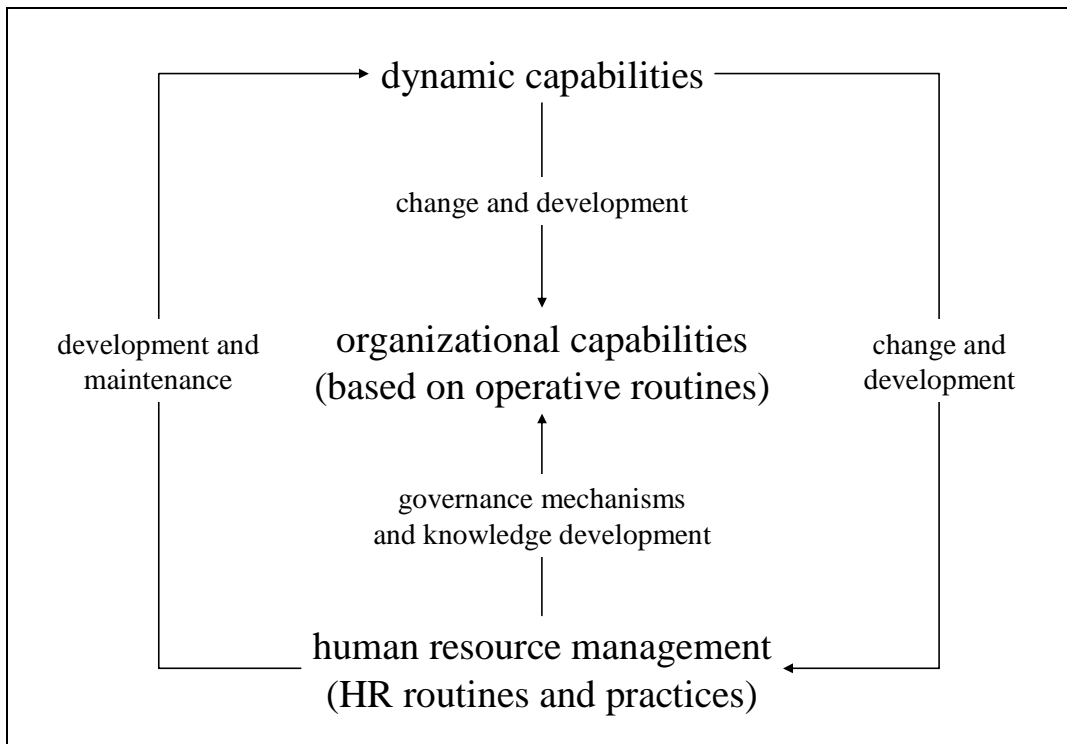 dynamic capabilities
change and development
development and
maintenance
organizational capabilities
(based on operative routines)
change and
development
governance mechanisms
and knowledge development
human resource management
(HR routines and practices)